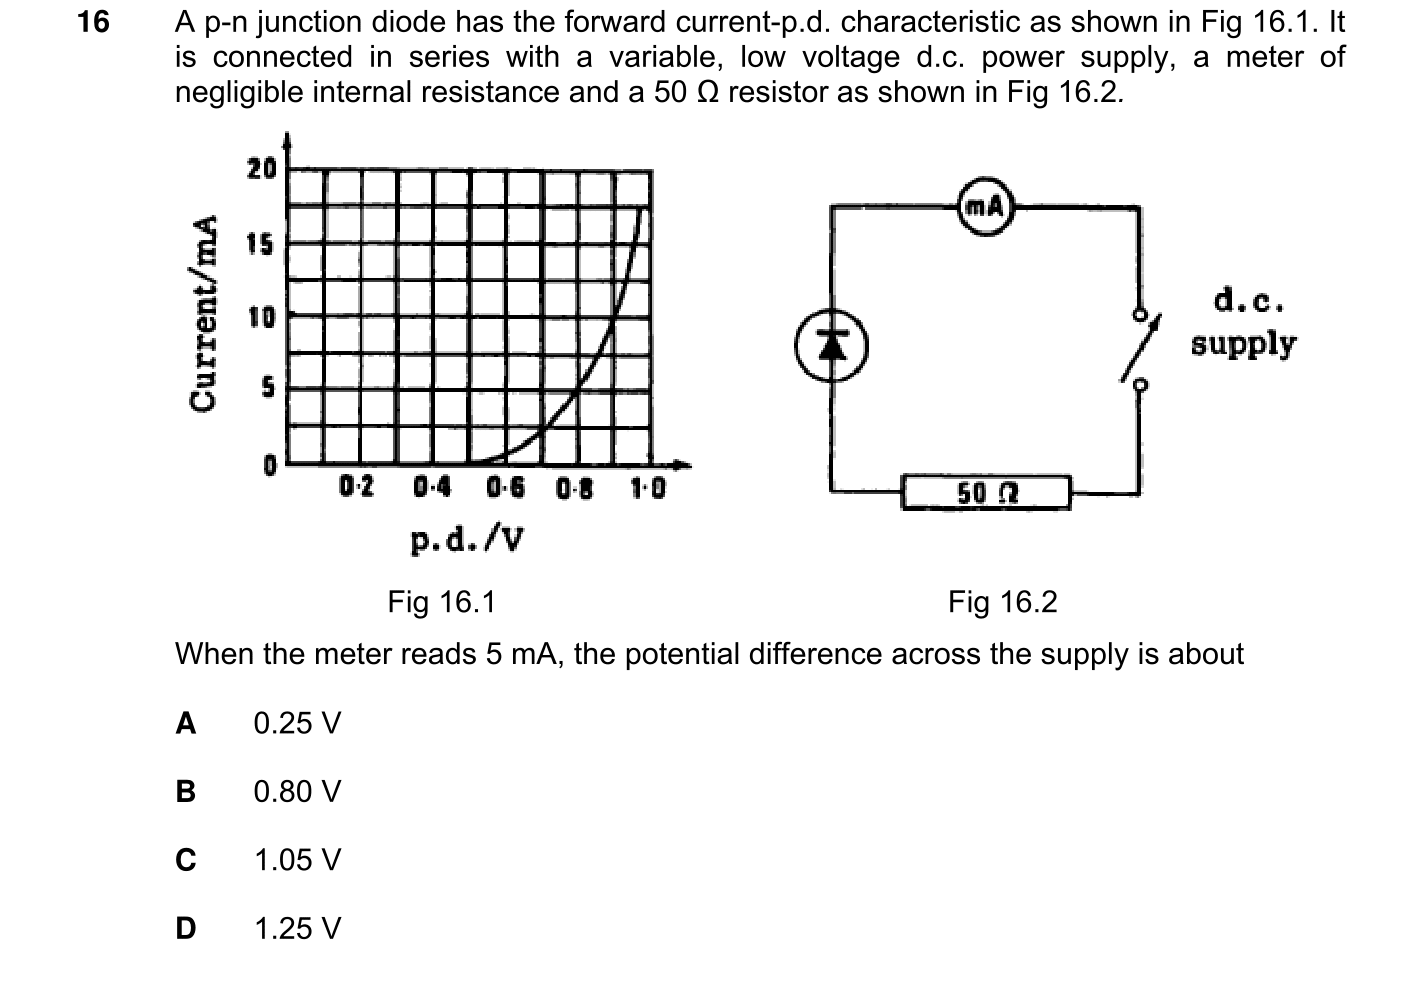 16 A p-n junction diode has the forward current-p.d. characteristic as shown in Fig 16.1. It
is connected in series with a variable, low voltage d.c. power supply, a meter of
negligible internal resistance and a 50 Ω resistor as shown in Fig 16.2.
20
15
10
5
0
Current/mA
0·2 0·4 0·6 0·8 1·0
p.d./V
mA
d.c.
supply
50 Ω
Fig 16.1 Fig 16.2
When the meter reads 5 mA, the potential difference across the supply is about
A 0.25 V
B 0.80 V
C 1.05 V
D 1.25 V